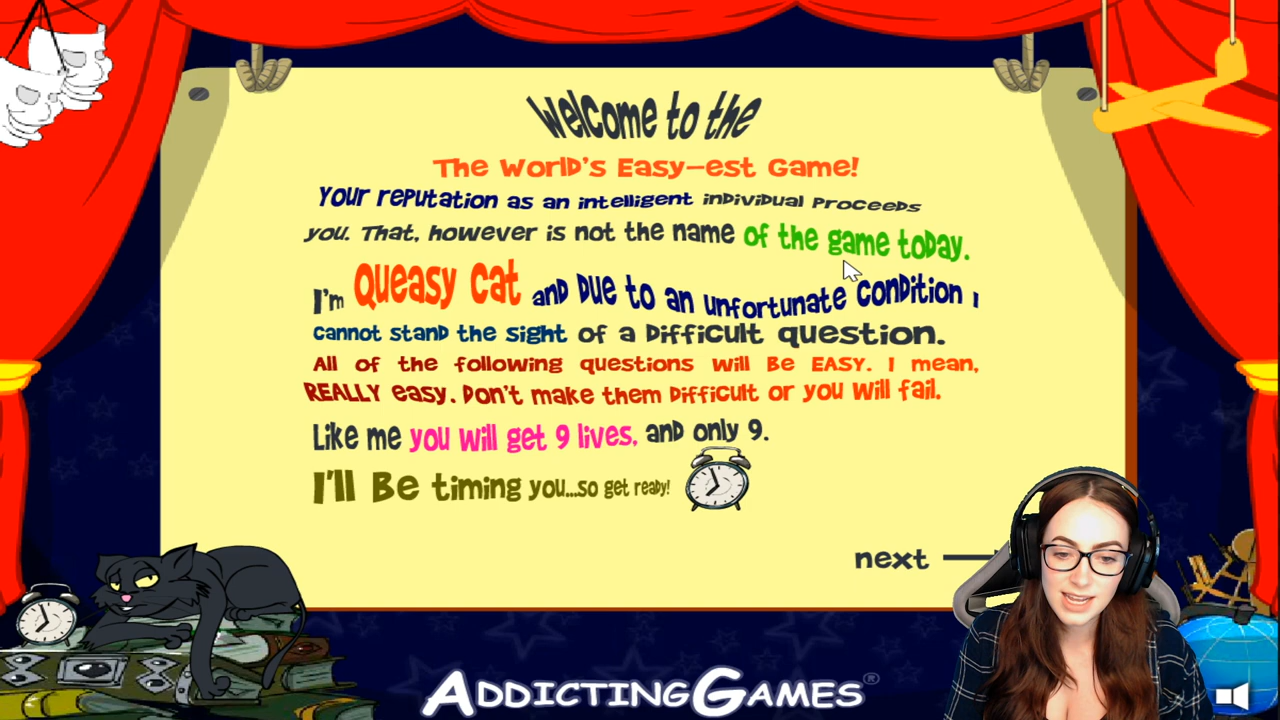 Welcome to the
The World's Easy-est Game!
Your reputation as an intelligent individual proceeds
you. That, however is not the name of the game today.
I'm Queasy Cat and due to an unfortunate condition I
cannot stand the sight of a difficult question.
All of the following questions will be EASY. I mean,
REALLY easy. Don't make them difficult or you will fail.
Like me you will get 9 lives, and only 9.
I'll be timing you...so get ready!
next
ADDICTINGGAMES®